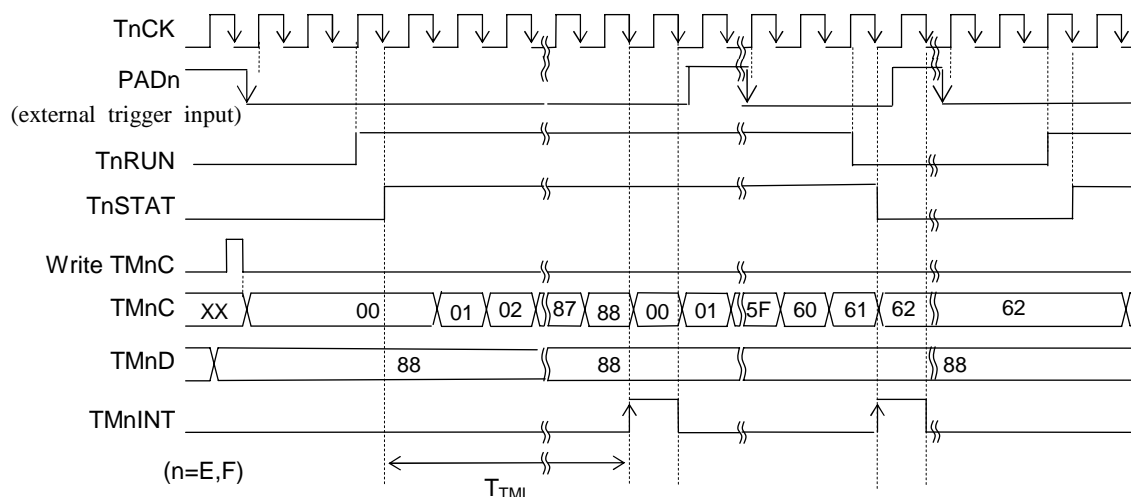 TnCK
PADn
(external trigger input)
TnRUN
TnSTAT
Write TMnC
TMnC XX 00 01 02 87 88 00 01 5F 60 61 62 62
TMnD 88 88 88
TMnINT
(n=E,F)
TTMI